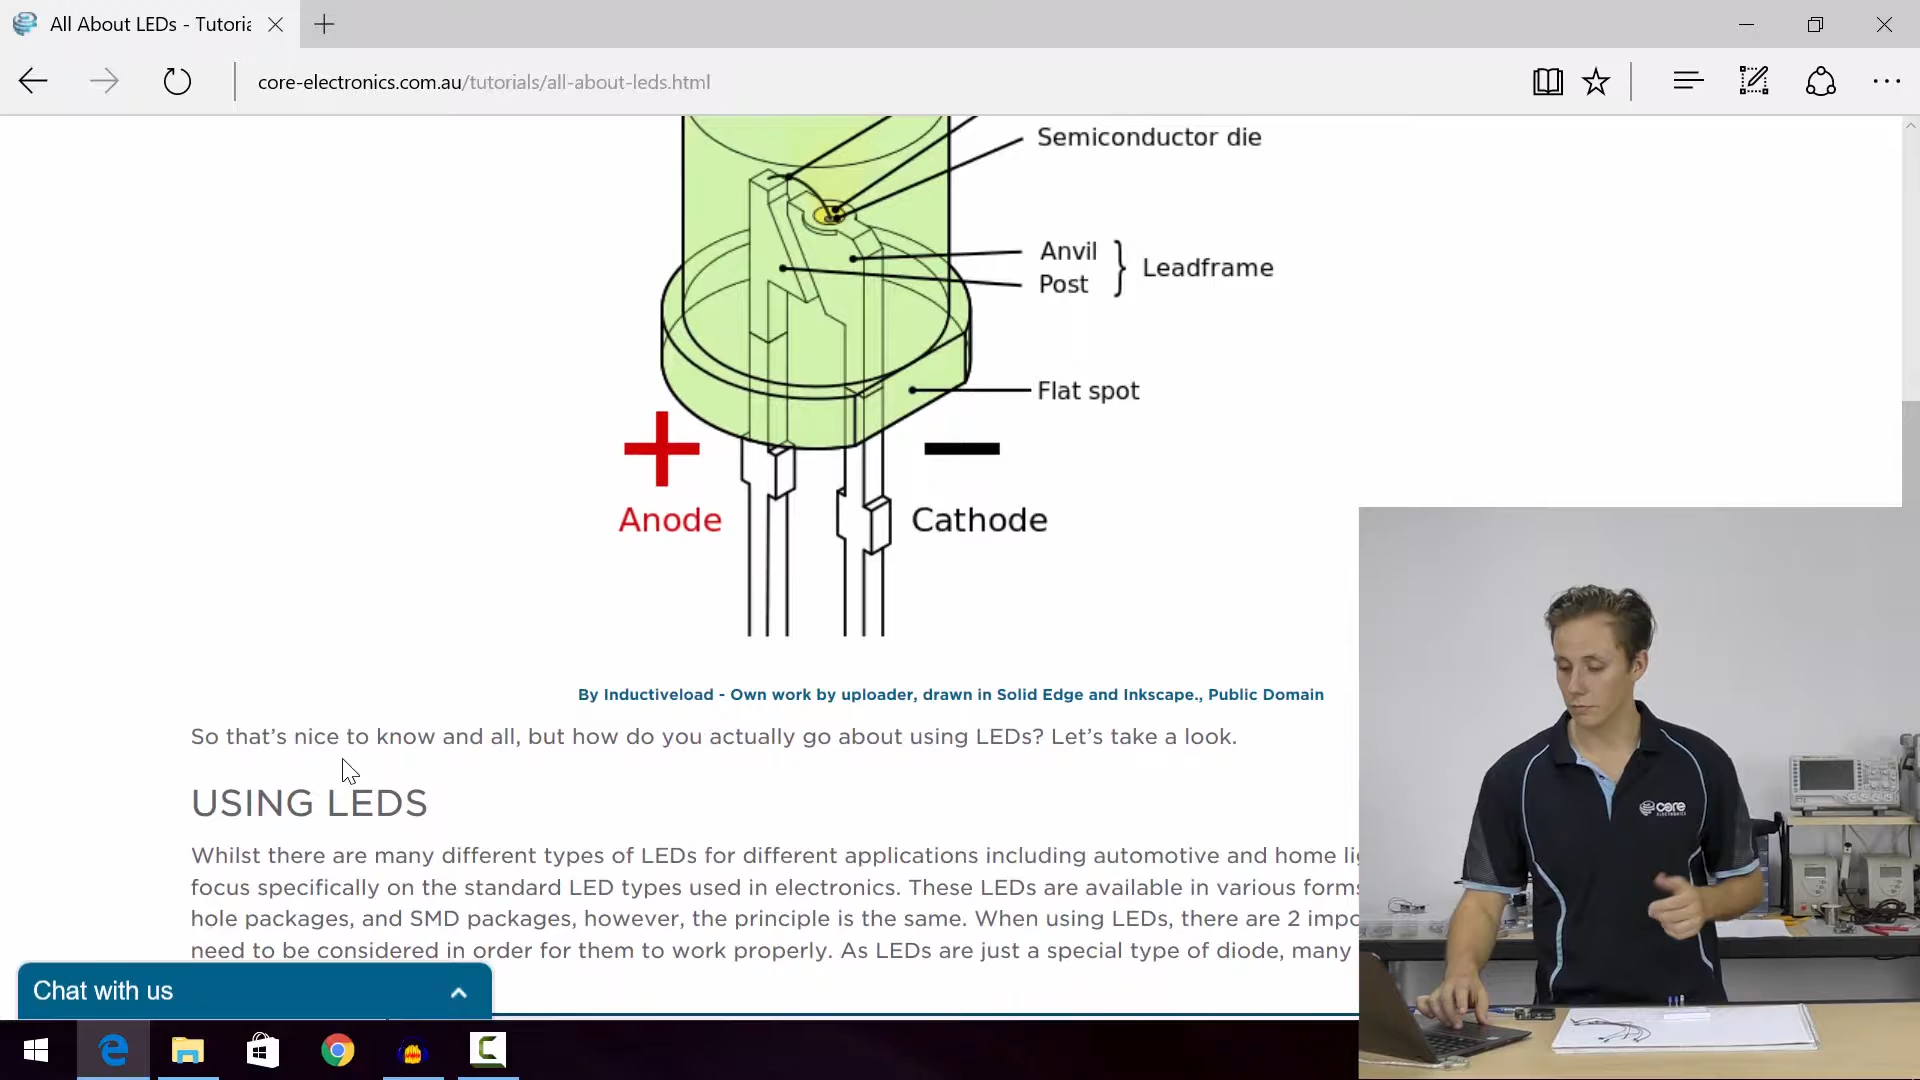 All About LEDs - Tutoria
core-electronics.com.au/tutorials/all-about-leds.html
Semiconductor die
Anvil
Post
Leadframe
Flat spot
Anode
Cathode
By Inductiveload - Own work by uploader, drawn in Solid Edge and Inkscape., Public Domain
So that's nice to know and all, but how do you actually go about using LEDs? Let's take a look.
USING LEDS
Whilst there are many different types of LEDs for different applications including automotive and home li
focus specifically on the standard LED types used in electronics. These LEDs are available in various forms
hole packages, and SMD packages, however, the principle is the same. When using LEDs, there are 2 impo
need to be considered in order for them to work properly. As LEDs are just a special type of diode, many
Chat with us
core
ELECTRONICS